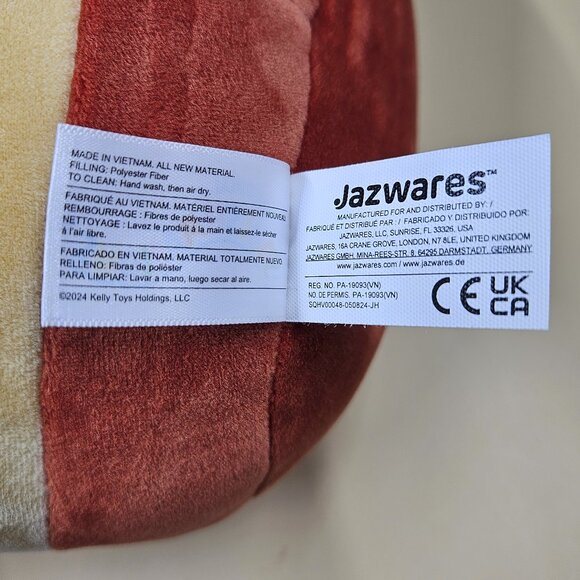 MADE IN VIETNAM. ALL NEW MATERIAL.
FILLING: Polyester Fiber
TO CLEAN: Hand wash, then air dry.
FABRIQUÉ AU VIETNAM. MATÉRIEL ENTIÈREMENT NOUVEAU
REMBOURRAGE : Fibres de polyester
NETTOYAGE : Lavez le produit à la main et laissez-le sécher
à l'air libre.
FABRICADO EN VIETNAM. MATERIAL TOTALMENTE NUEVO
RELLENO: Fibras de poliéster
PARA LIMPIAR: Lavar a mano, luego secar al aire.
©2024 Kelly Toys Holdings, LLC
Jazwares™
MANUFACTURED FOR AND DISTRIBUTED BY: /
FABRIQUÉ ET DISTRIBUÉ PAR : / FABRICADO Y DISTRIBUIDO POR:
JAZWARES, LLC, SUNRISE, FL 33326 USA
JAZWARES, 16A CRANE GROVE, LONDON, N7 8LE, UNITED KINGDOM
JAZWARES GMBH, MINA-REES-STR. 8, 64295 DARMSTADT, GERMANY
www.jazwares.com / www.jazwares.de
REG. NO. PA-19093(VN)
NO. DE PERMIS. PA-19093(VN)
SQHV00048-050824-JH
CE UK
CA